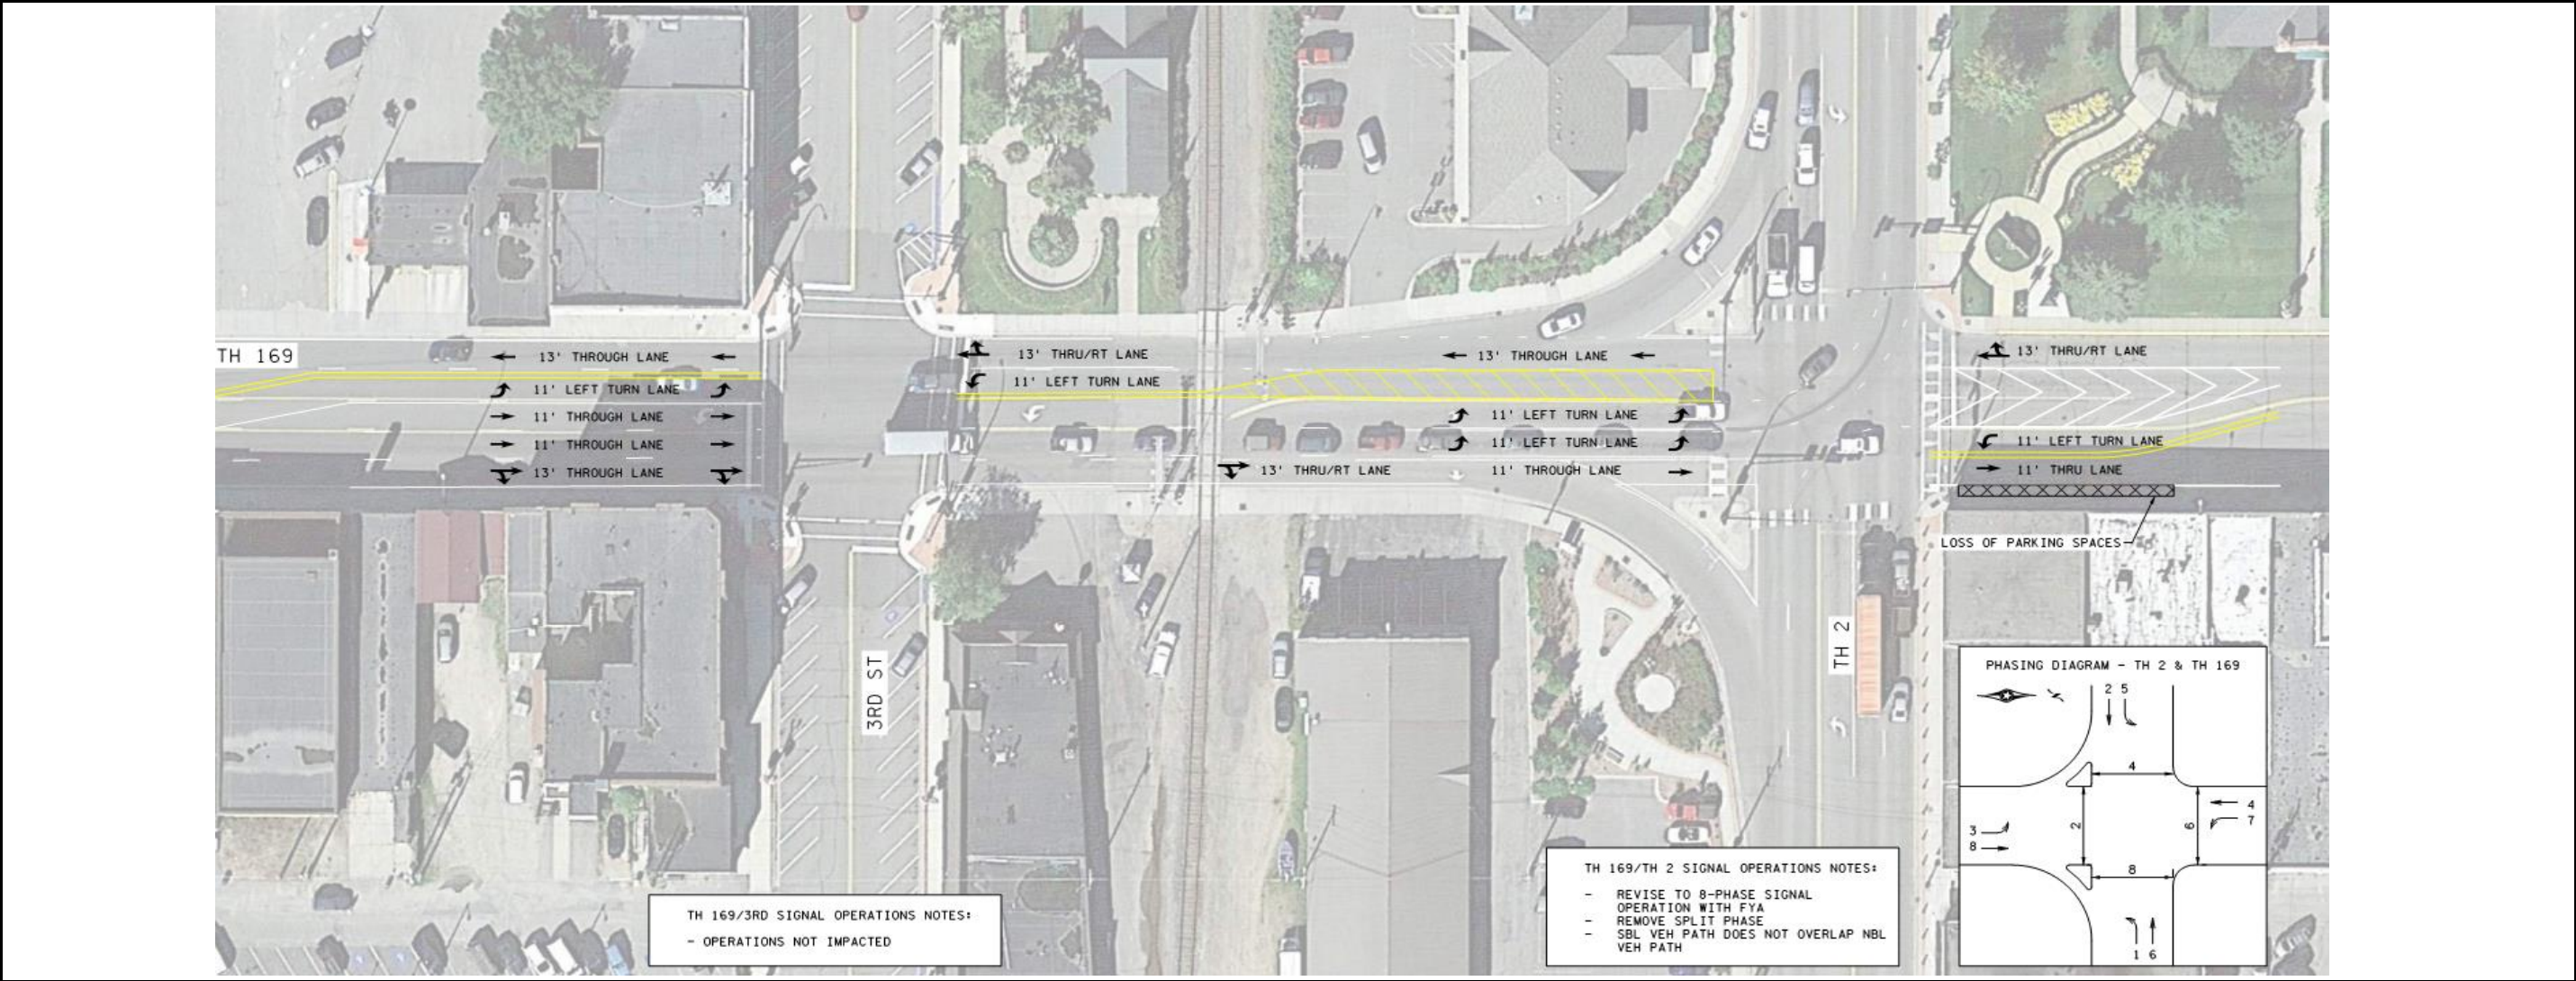 TH 169
13' THROUGH LANE
11' LEFT TURN LANE
11' THROUGH LANE
11' THROUGH LANE
13' THROUGH LANE
13' THRU/RT LANE
11' LEFT TURN LANE
13' THROUGH LANE
11' LEFT TURN LANE
11' LEFT TURN LANE
13' THRU/RT LANE
11' THROUGH LANE
13' THRU/RT LANE
11' LEFT TURN LANE
11' THRU LANE
LOSS OF PARKING SPACES
3RD ST
TH 2
PHASING DIAGRAM - TH 2 & TH 169
2 5
4
4
7
2
6
3
8
8
1 6
TH 169/3RD SIGNAL OPERATIONS NOTES:
- OPERATIONS NOT IMPACTED
TH 169/TH 2 SIGNAL OPERATIONS NOTES:
- REVISE TO 8-PHASE SIGNAL
OPERATION WITH FYA
- REMOVE SPLIT PHASE
- SBL VEH PATH DOES NOT OVERLAP NBL
VEH PATH